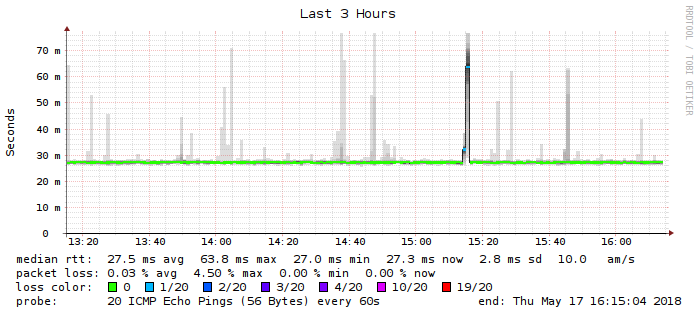 Last 3 Hours
RRDTOOL / TOBI OETIKER
Seconds
70 m
60 m
50 m
40 m
30 m
20 m
10 m
0
13:20 13:40 14:00 14:20 14:40 15:00 15:20 15:40 16:00
median rtt: 27.5 ms avg 63.8 ms max 27.0 ms min 27.3 ms now 2.8 ms sd 10.0 am/s
packet loss: 0.03 % avg 4.50 % max 0.00 % min 0.00 % now
loss color: 0 1/20 2/20 3/20 4/20 10/20 19/20
probe: 20 ICMP Echo Pings (56 Bytes) every 60s end: Thu May 17 16:15:04 2018